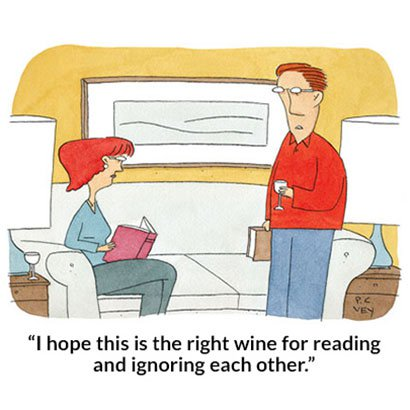 P.C.
VEY
“I hope this is the right wine for reading
and ignoring each other.”